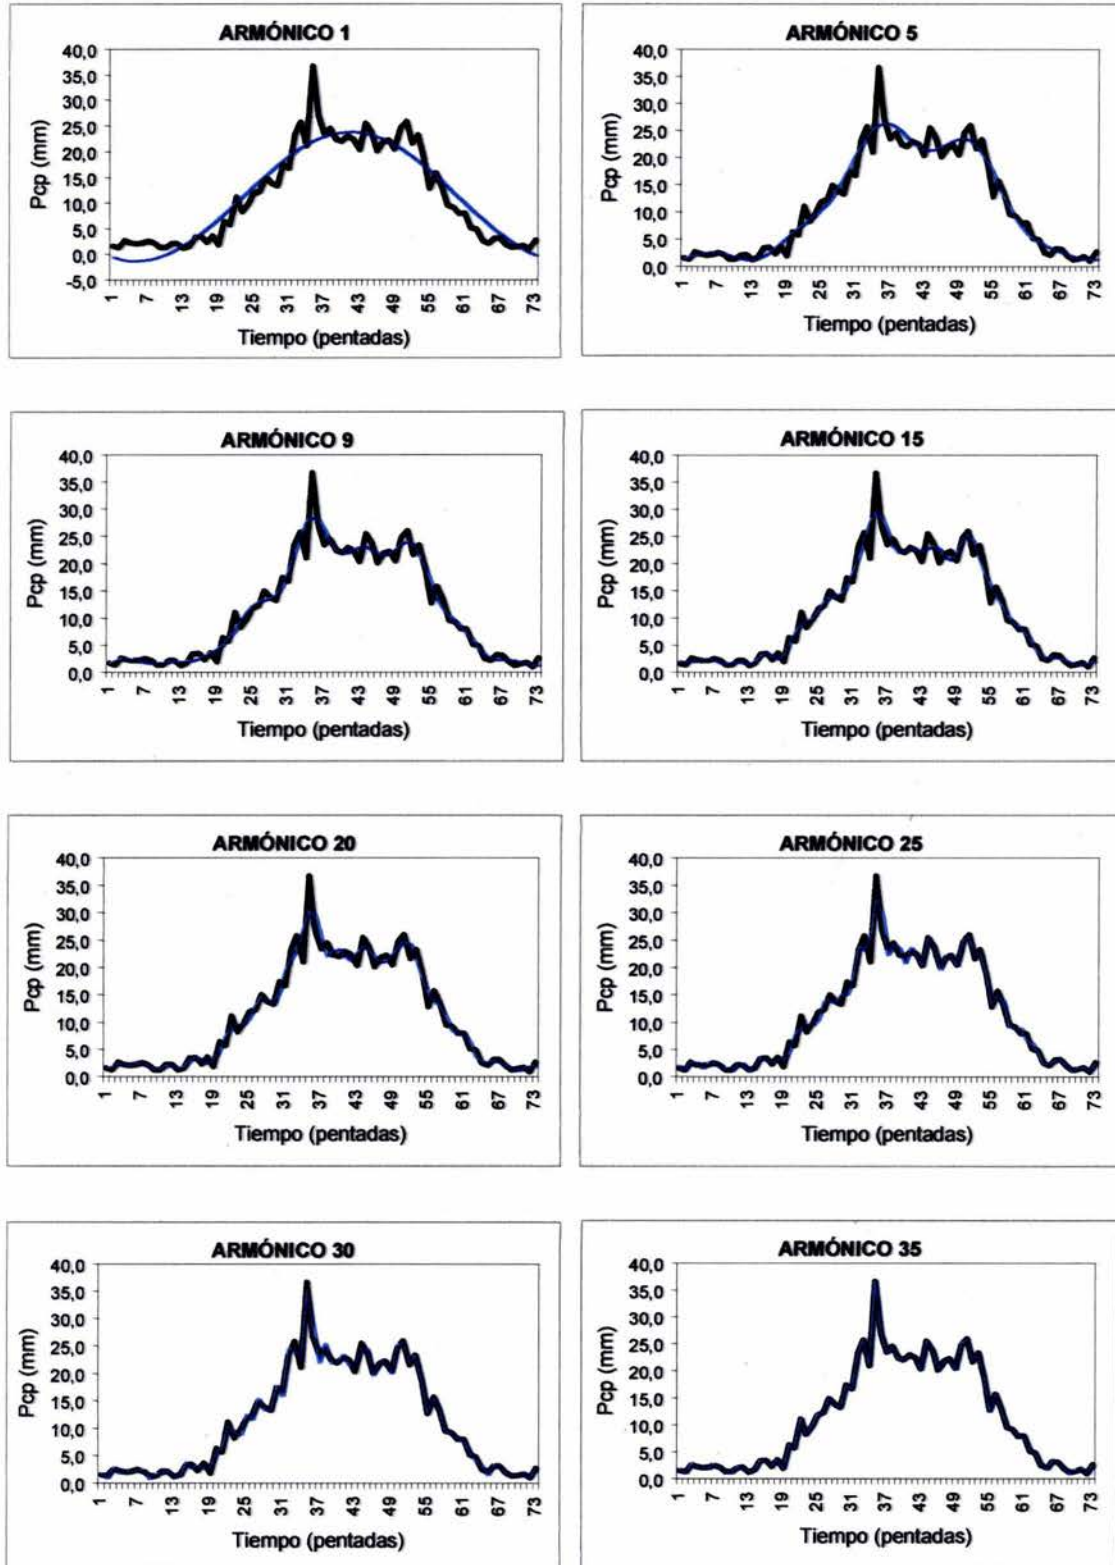 ARMÓNICO 1
Pcp (mm)
40,0
35,0
30,0
25,0
20,0
15,0
10,0
5,0
0,0
-5,0
1 7 13 19 25 31 37 43 49 55 61 67 73
Tiempo (pentadas)
ARMÓNICO 5
Pcp (mm)
40,0
35,0
30,0
25,0
20,0
15,0
10,0
5,0
0,0
1 7 13 19 25 31 37 43 49 55 61 67 73
Tiempo (pentadas)
ARMÓNICO 9
Pcp (mm)
40,0
35,0
30,0
25,0
20,0
15,0
10,0
5,0
0,0
1 7 13 19 25 31 37 43 49 55 61 67 73
Tiempo (pentadas)
ARMÓNICO 15
Pcp (mm)
40,0
35,0
30,0
25,0
20,0
15,0
10,0
5,0
0,0
1 7 13 19 25 31 37 43 49 55 61 67 73
Tiempo (pentadas)
ARMÓNICO 20
Pcp (mm)
40,0
35,0
30,0
25,0
20,0
15,0
10,0
5,0
0,0
1 7 13 19 25 31 37 43 49 55 61 67 73
Tiempo (pentadas)
ARMÓNICO 25
Pcp (mm)
40,0
35,0
30,0
25,0
20,0
15,0
10,0
5,0
0,0
1 7 13 19 25 31 37 43 49 55 61 67 73
Tiempo (pentadas)
ARMÓNICO 30
Pcp (mm)
40,0
35,0
30,0
25,0
20,0
15,0
10,0
5,0
0,0
1 7 13 19 25 31 37 43 49 55 61 67 73
Tiempo (pentadas)
ARMÓNICO 35
Pcp (mm)
40,0
35,0
30,0
25,0
20,0
15,0
10,0
5,0
0,0
1 7 13 19 25 31 37 43 49 55 61 67 73
Tiempo (pentadas)